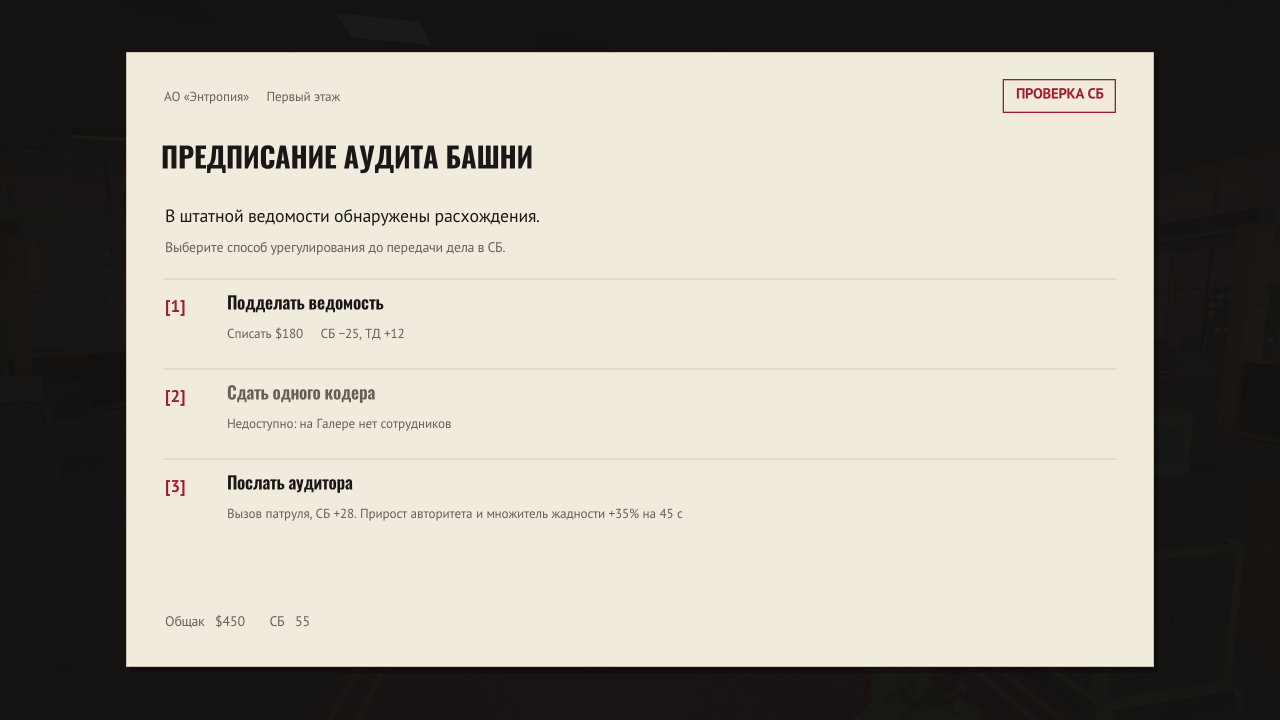 АО «Энтропия» Первый этаж
ПРОВЕРКА СБ
ПРЕДПИСАНИЕ АУДИТА БАШНИ
В штатной ведомости обнаружены расхождения.
Выберите способ урегулирования до передачи дела в СБ.
[1] Подделать ведомость
Списать $180 СБ −25, ТД +12
[2] Сдать одного кодера
Недоступно: на Галере нет сотрудников
[3] Послать аудитора
Вызов патруля, СБ +28. Прирост авторитета и множитель жадности +35% на 45 с
Общак $450 СБ 55